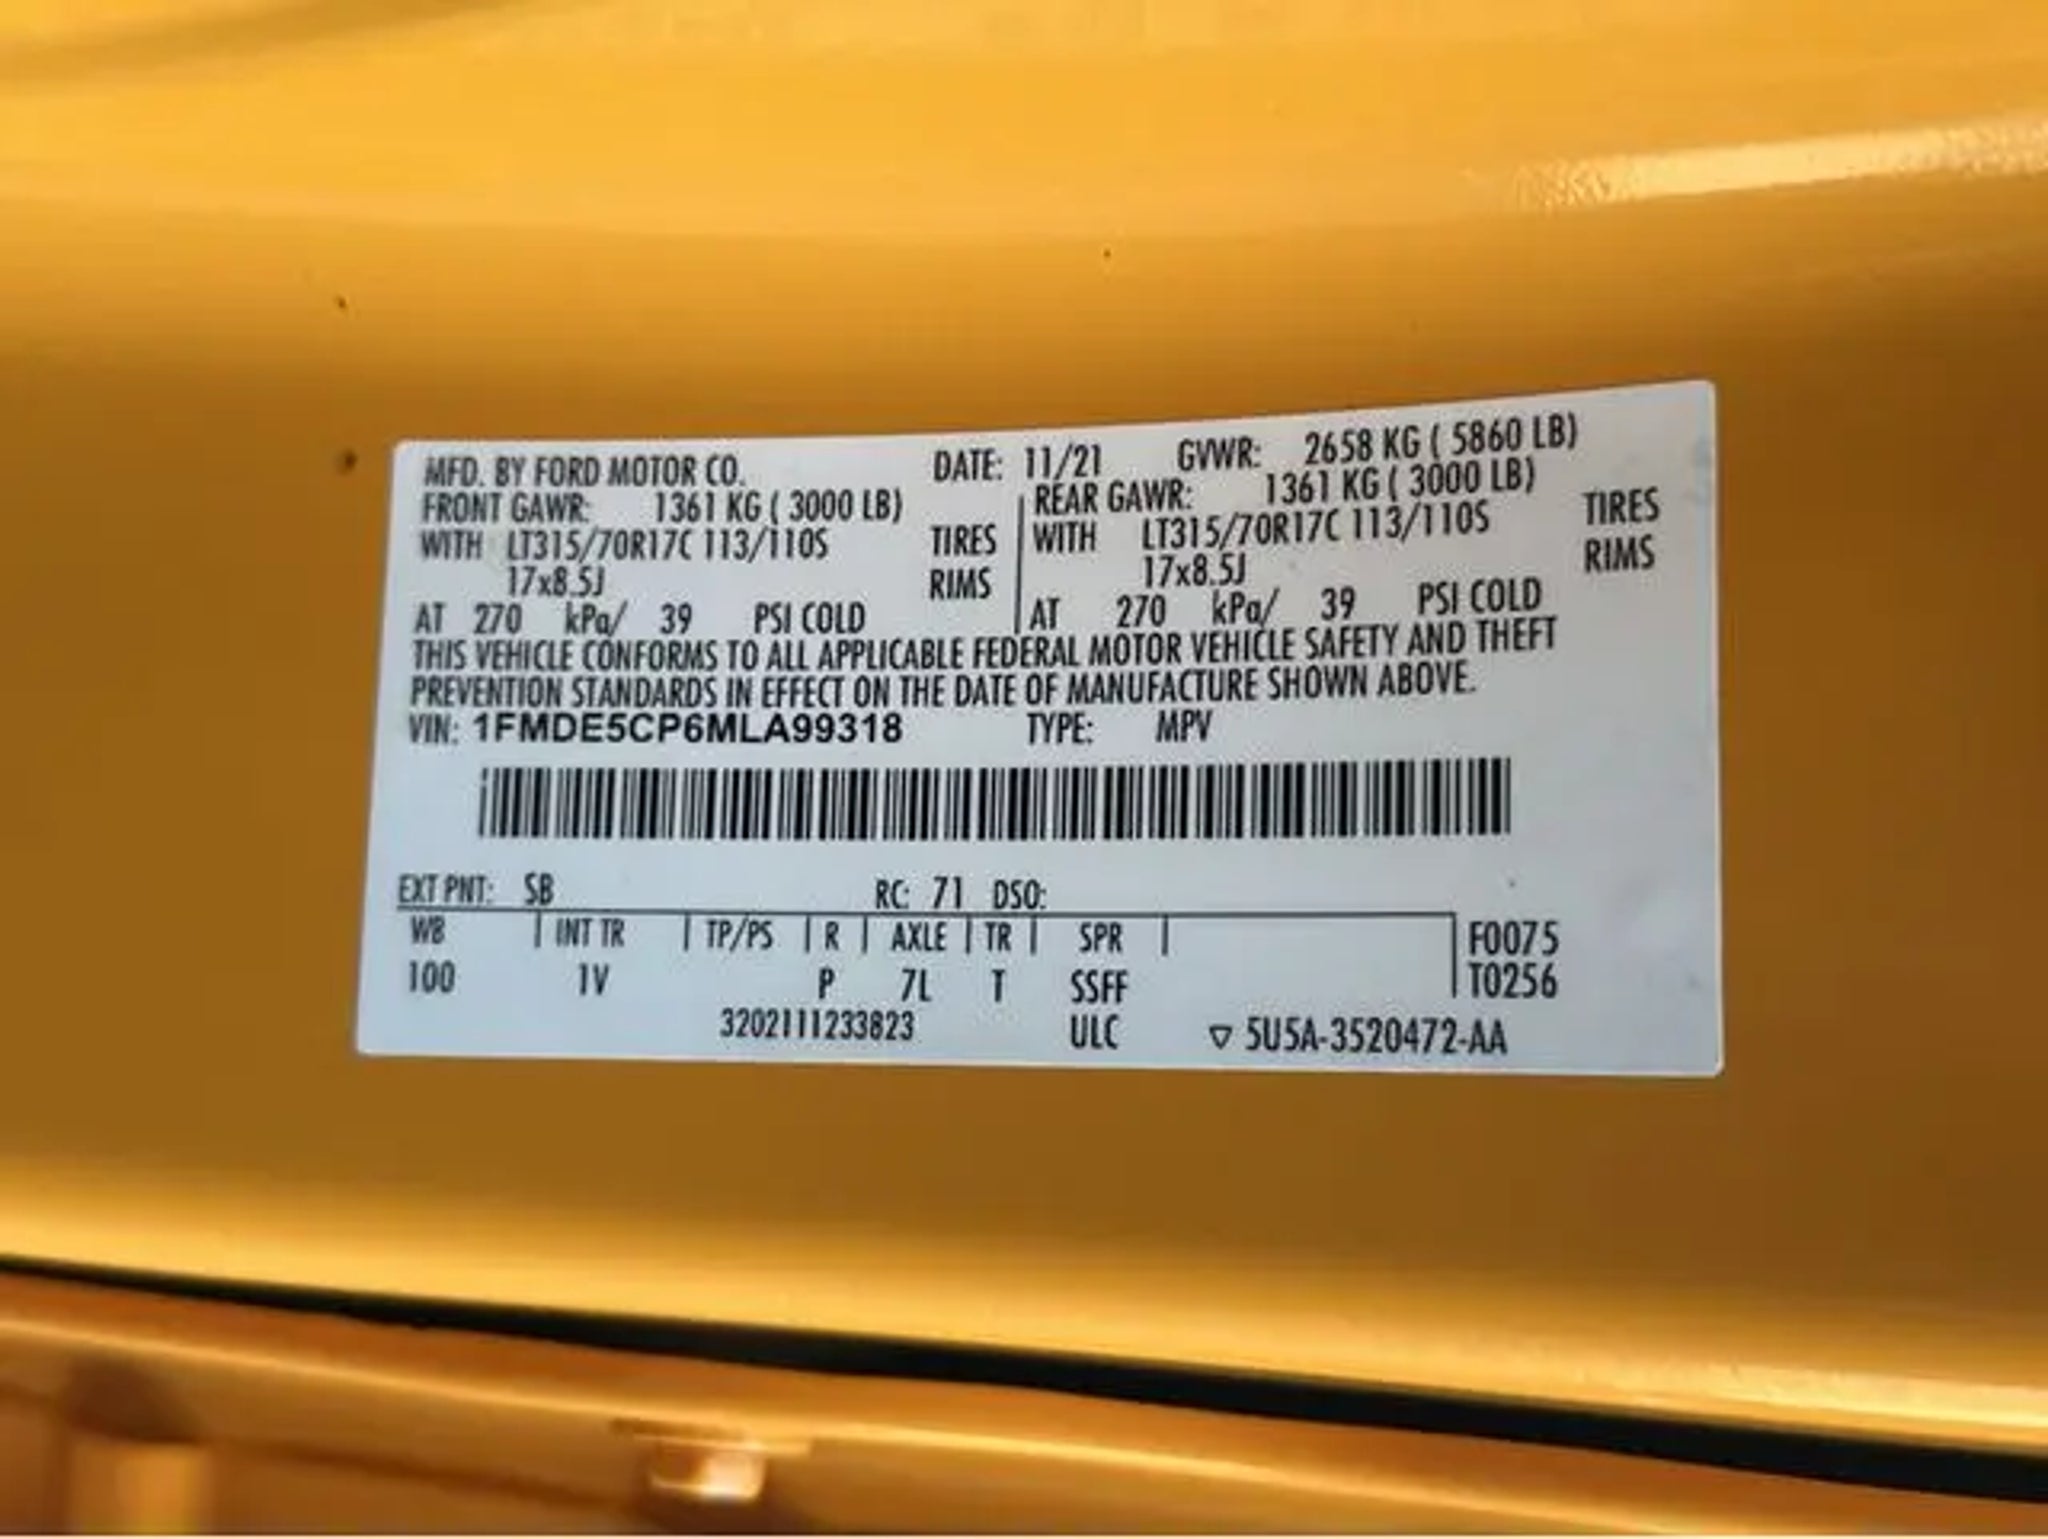 MFD. BY FORD MOTOR CO. DATE: 11/21 GVWR: 2658 KG ( 5860 LB)
FRONT GAWR: 1361 KG ( 3000 LB) REAR GAWR: 1361 KG ( 3000 LB)
WITH LT315/70R17C 113/110S TIRES WITH LT315/70R17C 113/110S TIRES
17x8.5J RIMS 17x8.5J RIMS
AT 270 kPa/ 39 PSI COLD AT 270 kPa/ 39 PSI COLD
THIS VEHICLE CONFORMS TO ALL APPLICABLE FEDERAL MOTOR VEHICLE SAFETY AND THEFT
PREVENTION STANDARDS IN EFFECT ON THE DATE OF MANUFACTURE SHOWN ABOVE.
VIN: 1FMDE5CP6MLA99318 TYPE: MPV
EXT PNT: SB RC: 71 DSO:
WB INT TR TP/PS R AXLE TR SPR F0075
100 1V P 7L T SSFF T0256
3202111233823 ULC ▽ 5U5A-3520472-AA